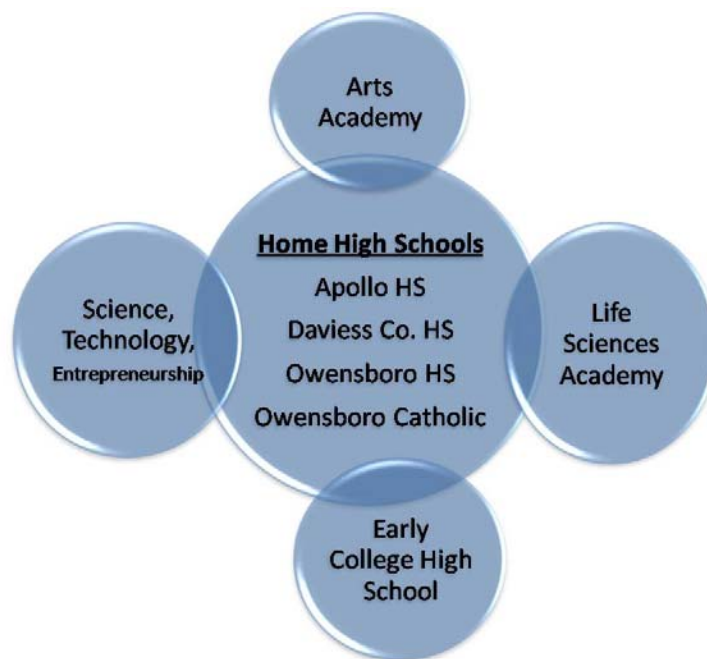 Arts
Academy
Home High Schools
Apollo HS
Daviess Co. HS
Owensboro HS
Owensboro Catholic
Science,
Technology,
Entrepreneurship
Life
Sciences
Academy
Early
College High
School